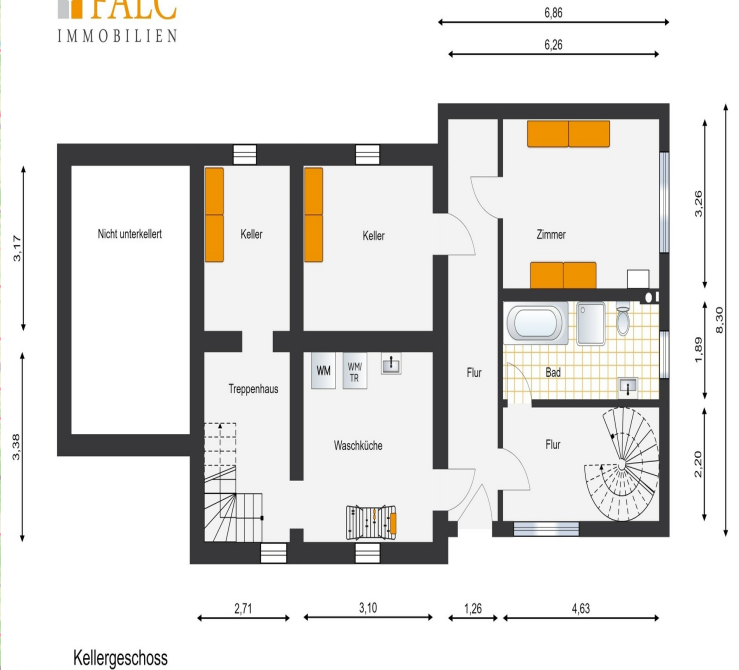 FALC
IMMOBILIEN
6,86
6,26
3,17
3,38
3,26
1,89
8,30
2,20
Nicht unterkellert
Keller
Keller
Zimmer
Treppenhaus
WM
WM/
TR
Flur
Bad
Waschküche
Flur
2,71
3,10
1,26
4,63
Kellergeschoss